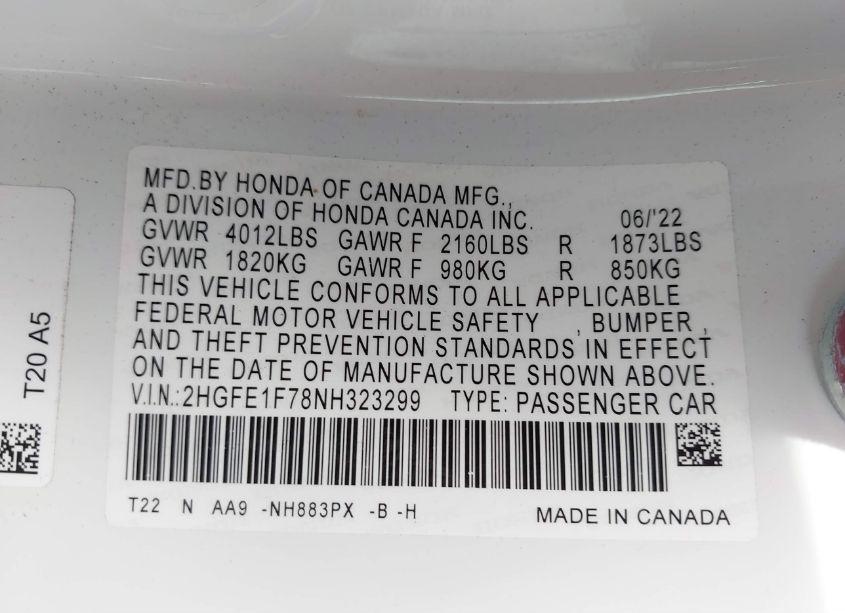 MFD.BY HONDA OF CANADA MFG.,
A DIVISION OF HONDA CANADA INC. 06/'22
GVWR 4012LBS GAWR F 2160LBS R 1873LBS
GVWR 1820KG GAWR F 980KG R 850KG
THIS VEHICLE CONFORMS TO ALL APPLICABLE
FEDERAL MOTOR VEHICLE SAFETY , BUMPER ,
AND THEFT PREVENTION STANDARDS IN EFFECT
ON THE DATE OF MANUFACTURE SHOWN ABOVE.
V.I.N.:2HGFE1F78NH323299 TYPE: PASSENGER CAR
T22 N AA9 -NH883PX -B -H
MADE IN CANADA
T20 A5